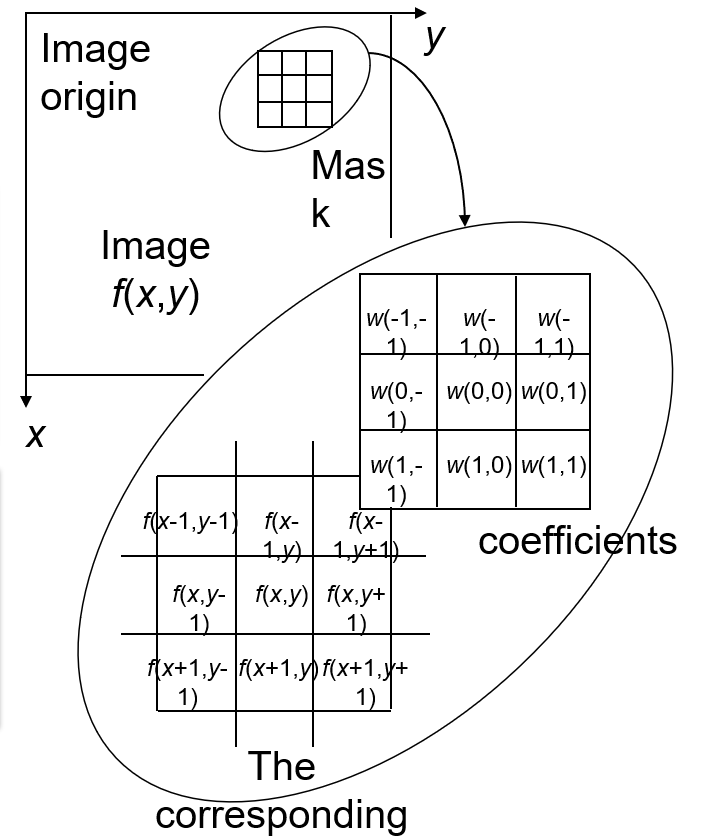 y
Image
origin
Mas
k
Image
f(x,y)
x
w(-1,-
1)
w(-
1,0)
w(-
1,1)
w(0,-
1)
w(0,0)
w(0,1)
w(1,-
1)
w(1,0)
w(1,1)
coefficients
f(x-1,y-1)
f(x-
1,y)
f(x-
1,y+1)
f(x,y-
1)
f(x,y)
f(x,y+
1)
f(x+1,y-
1)
f(x+1,y)
f(x+1,y+
1)
The
corresponding